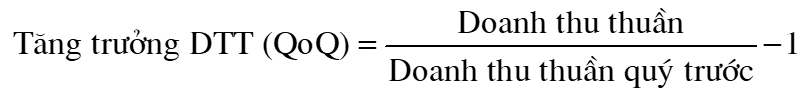 Tăng trưởng DTT (QoQ) = Doanh thu thuần / Doanh thu thuần quý trước − 1